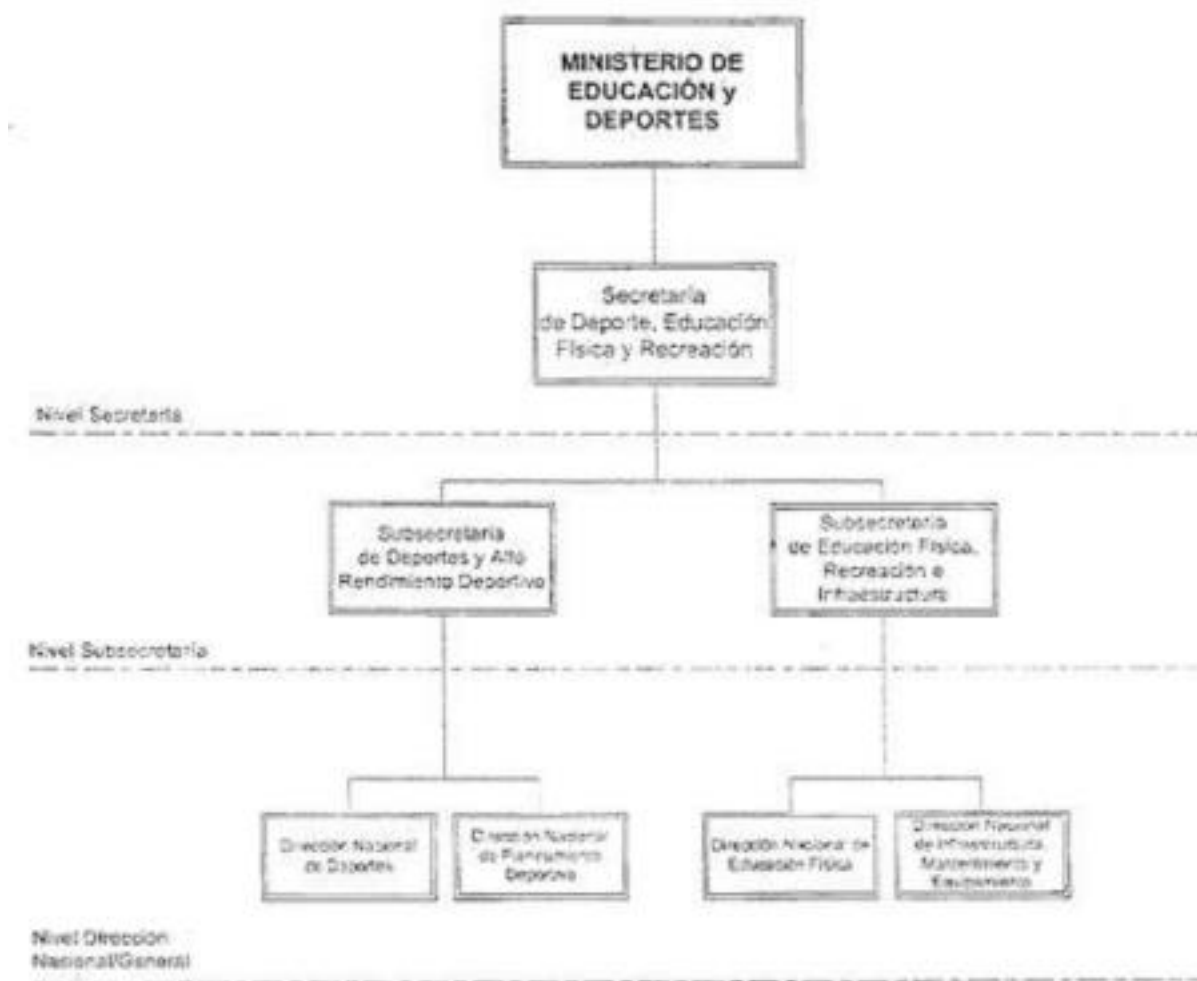 MINISTERIO DE
EDUCACIÓN y
DEPORTES
Secretaría
de Deporte, Educación
Física y Recreación
Nivel Secretaría
Subsecretaría
de Deportes y Alto
Rendimiento Deportivo
Subsecretaría
de Educación Física,
Recreación e
Infraestructura
Nivel Subsecretaría
Dirección Nacional
de Deportes
Dirección Nacional
de Planeamiento
Deportivo
Dirección Nacional de
Educación Física
Dirección Nacional
de Infraestructura,
Mantenimiento y
Equipamiento
Nivel Dirección
Nacional/General